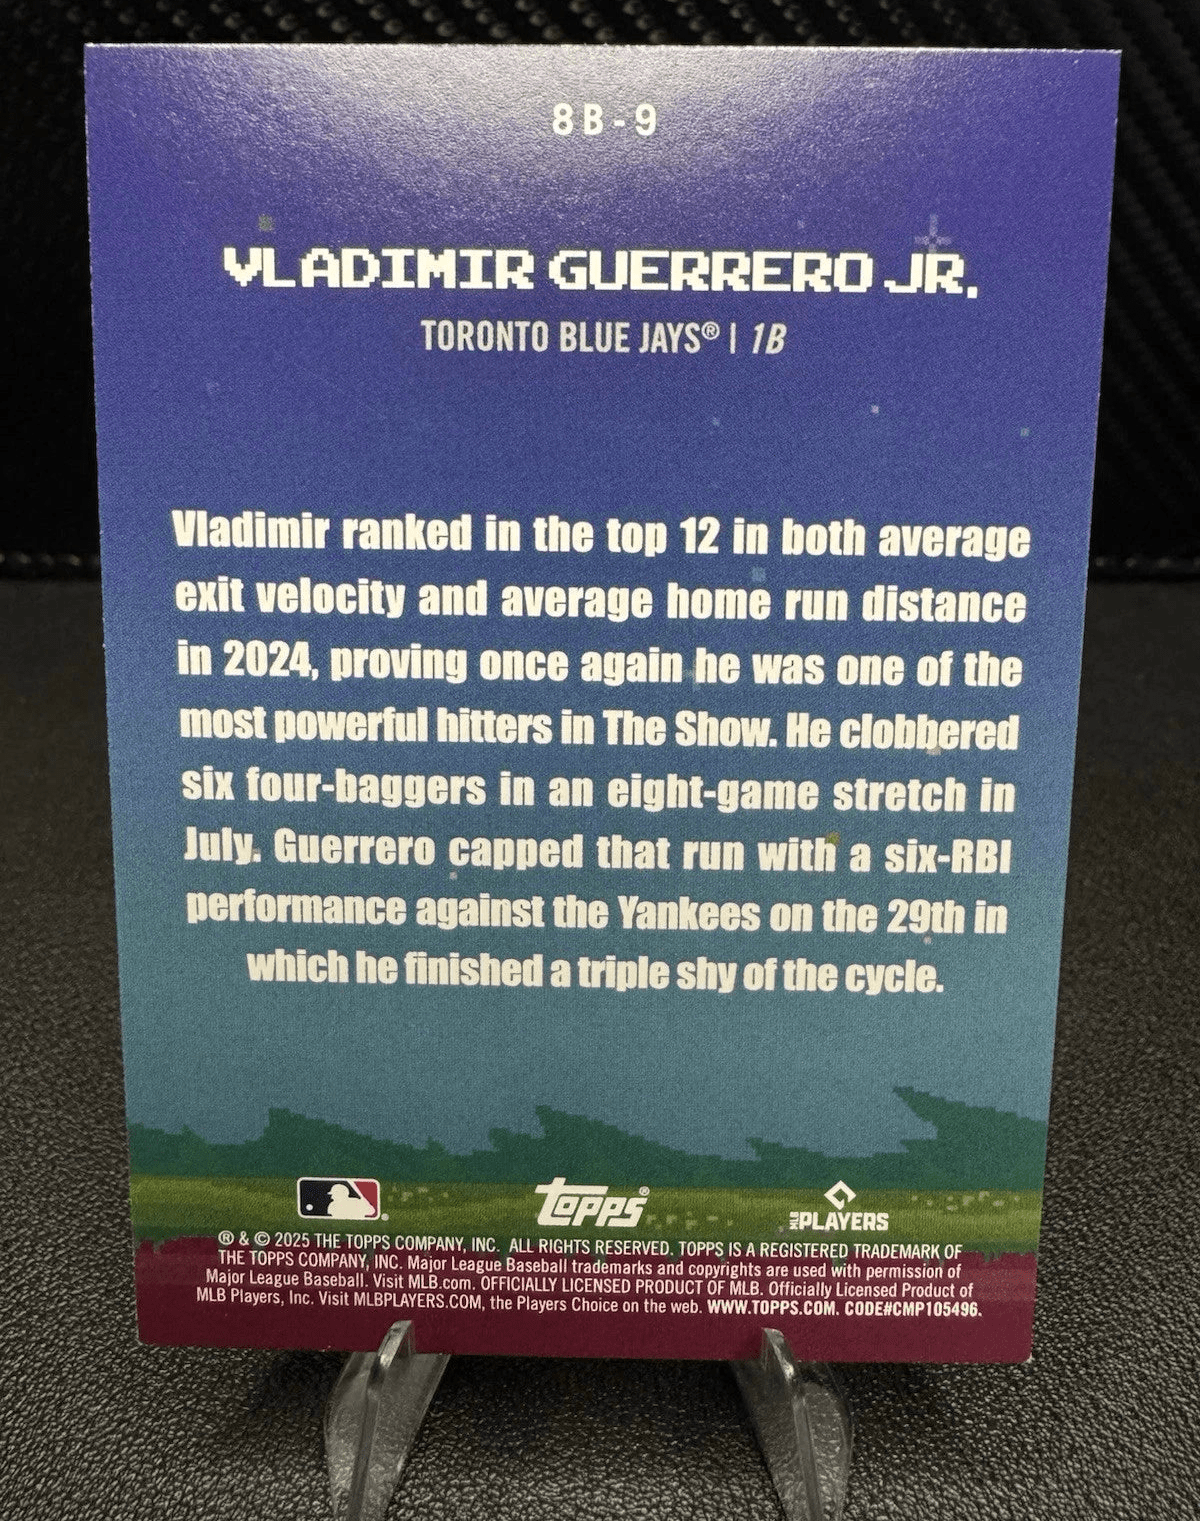 8B-9
VLADIMIR GUERRERO JR.
TORONTO BLUE JAYS® | 1B
Vladimir ranked in the top 12 in both average
exit velocity and average home run distance
in 2024, proving once again he was one of the
most powerful hitters in The Show. He clobbered
six four-baggers in an eight-game stretch in
July. Guerrero capped that run with a six-RBI
performance against the Yankees on the 29th in
which he finished a triple shy of the cycle.
topps®
MLB PLAYERS
® & © 2025 THE TOPPS COMPANY, INC. ALL RIGHTS RESERVED. TOPPS IS A REGISTERED TRADEMARK OF
THE TOPPS COMPANY, INC. Major League Baseball trademarks and copyrights are used with permission of
Major League Baseball. Visit MLB.com. OFFICIALLY LICENSED PRODUCT OF MLB. Officially Licensed Product of
MLB Players, Inc. Visit MLBPLAYERS.COM, the Players Choice on the web. WWW.TOPPS.COM. CODE#CMP105496.